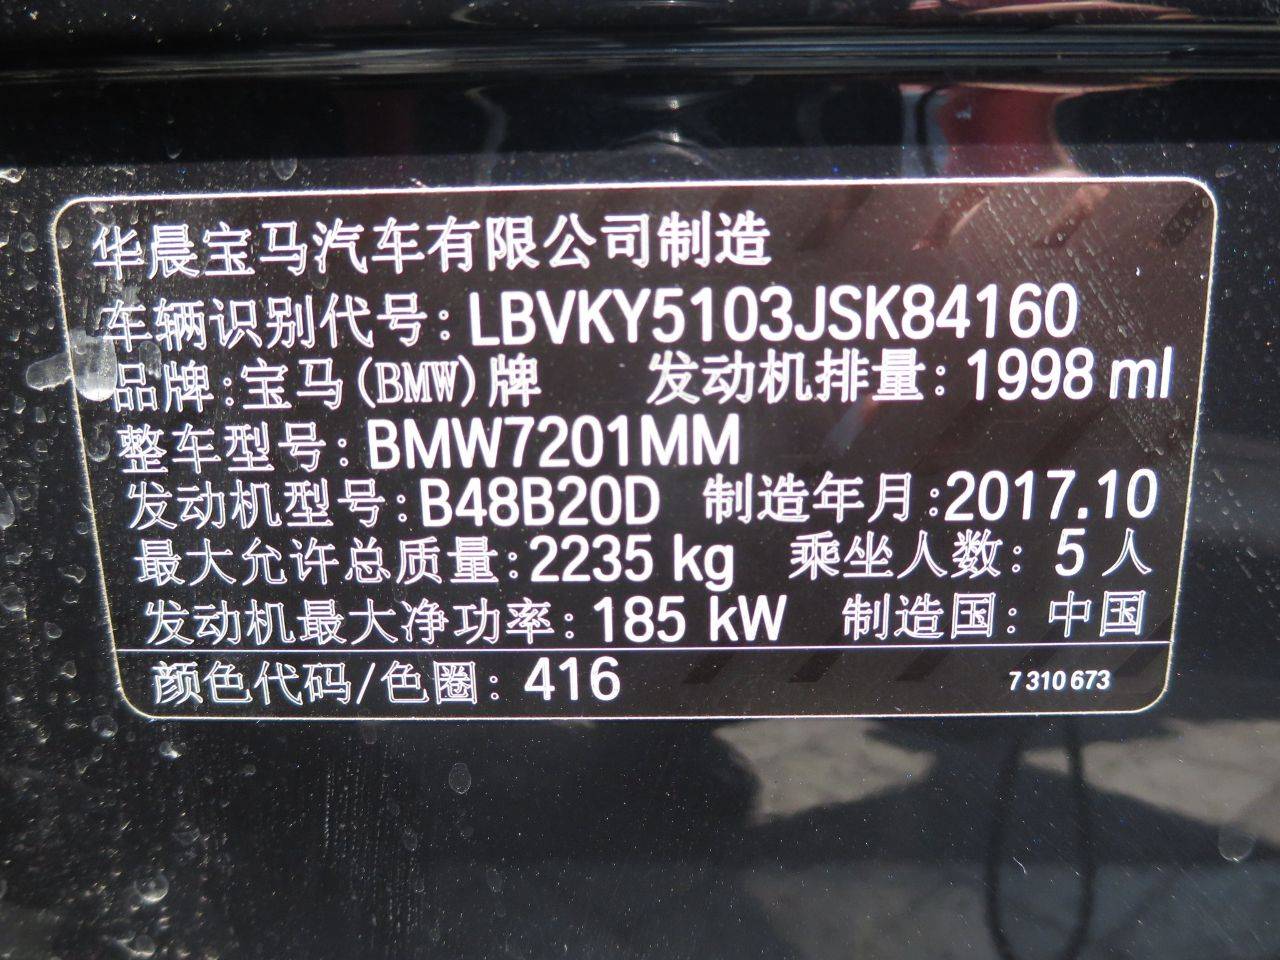 华晨宝马汽车有限公司制造
车辆识别代号:LBVKY5103JSK84160
品牌:宝马(BMW)牌 发动机排量:1998 ml
整车型号:BMW7201MM
发动机型号:B48B20D 制造年月:2017.10
最大允许总质量:2235 kg 乘坐人数:5 人
发动机最大净功率:185 kW 制造国:中国
颜色代码/色圈:416 7 310 673